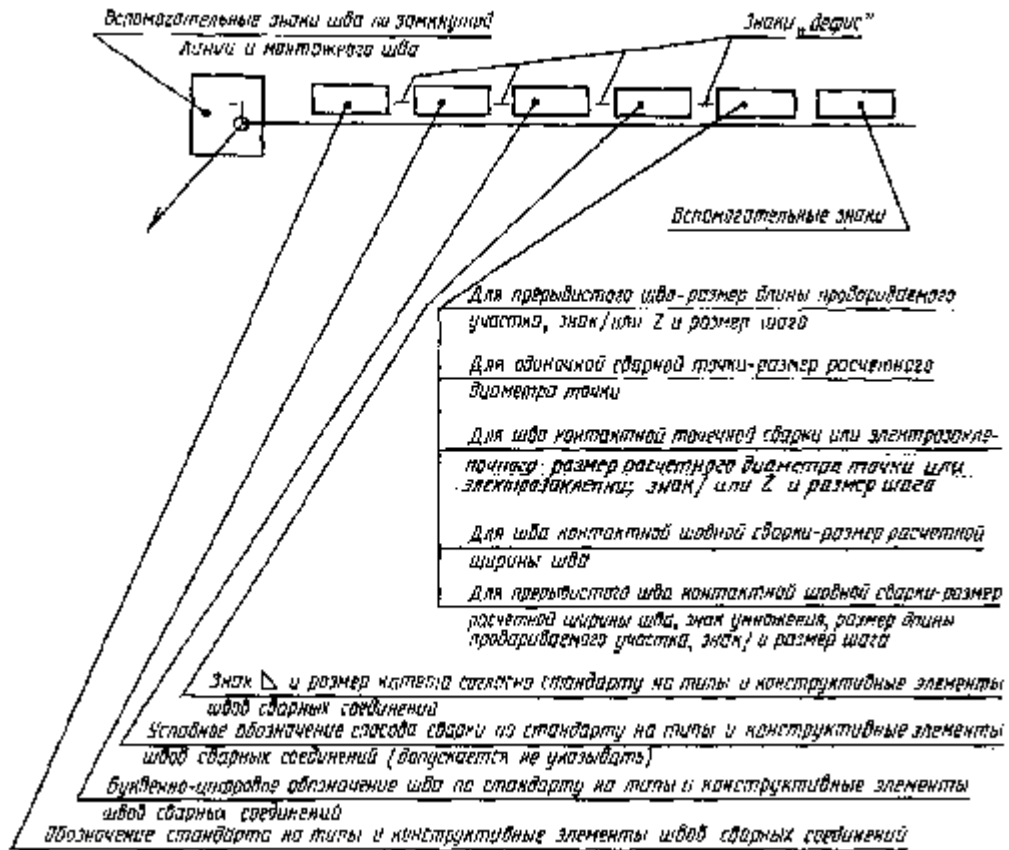 Вспомогательные знаки шва по замкнутой
линии и монтажного шва
Знаки „дефис”
Вспомогательные знаки
Для прерывистого шва-размер длины провариваемого
участка, знак/или Z и размер шага
Для одиночной сварной точки-размер расчетного
диаметра точки
Для шва контактной точечной сварки или электрозакле-
почного: размер расчетного диаметра точки или
электрозаклепки; знак/ или Z и размер шага
Для шва контактной шовной сварки-размер расчетной
ширины шва
Для прерывистого шва контактной шовной сварки-размер
расчетной ширины шва, знак умножения, размер длины
провариваемого участка, знак/ и размер шага
Знак ◺ и размер катета согласно стандарту на типы и конструктивные элементы
швов сварных соединений
Условное обозначение способа сварки по стандарту на типы и конструктивные элементы
швов сварных соединений (допускается не указывать)
Буквенно-цифровое обозначение шва по стандарту на типы и конструктивные элементы
швов сварных соединений
Обозначение стандарта на типы и конструктивные элементы швов сварных соединений